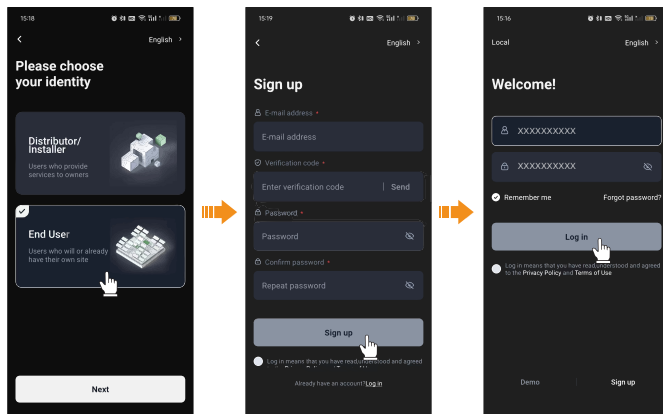 15:18
English
Please choose
your identity
Distributor/
Installer
Users who provide
services to owners
End User
Users who will or already
have their own site
Next
15:19
English
Sign up
E-mail address *
E-mail address
Verification code *
Enter verification code | Send
Password *
Password
Confirm password *
Repeat password
Sign up
Log in means that you have read,understood and agreed
Already have an account?Log in
15:16
Local English
Welcome!
XXXXXXXXXX
XXXXXXXXXX
Remember me Forgot password?
Log in
Log in means that you have read,understood and agreed
to the Privacy Policy and Terms of Use
Demo Sign up